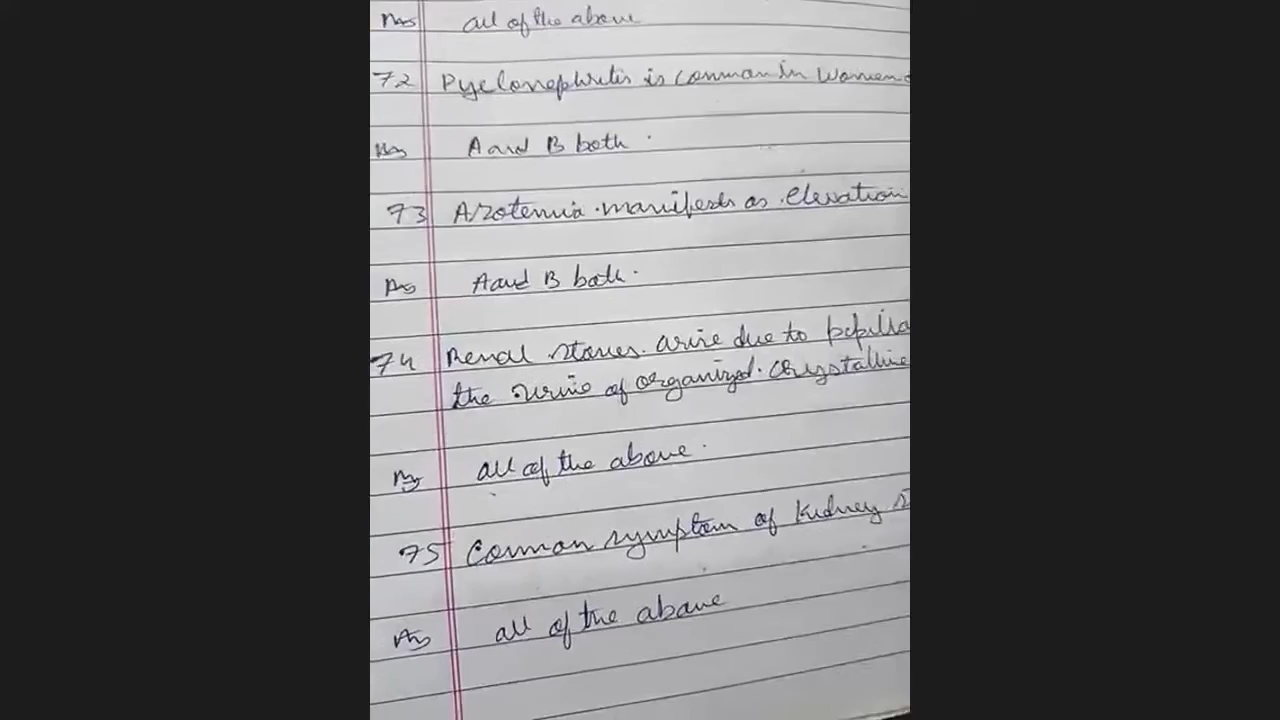 Ans all of the above
72 Pyelonephritis is common in Women
Ans A and B both.
73 Azotemia manifests as elevation
Ans A and B both.
74 Renal stones arise due to
the urine of organized crystalline
Ans all of the above.
75 Common symptom of kidney
Ans all of the above